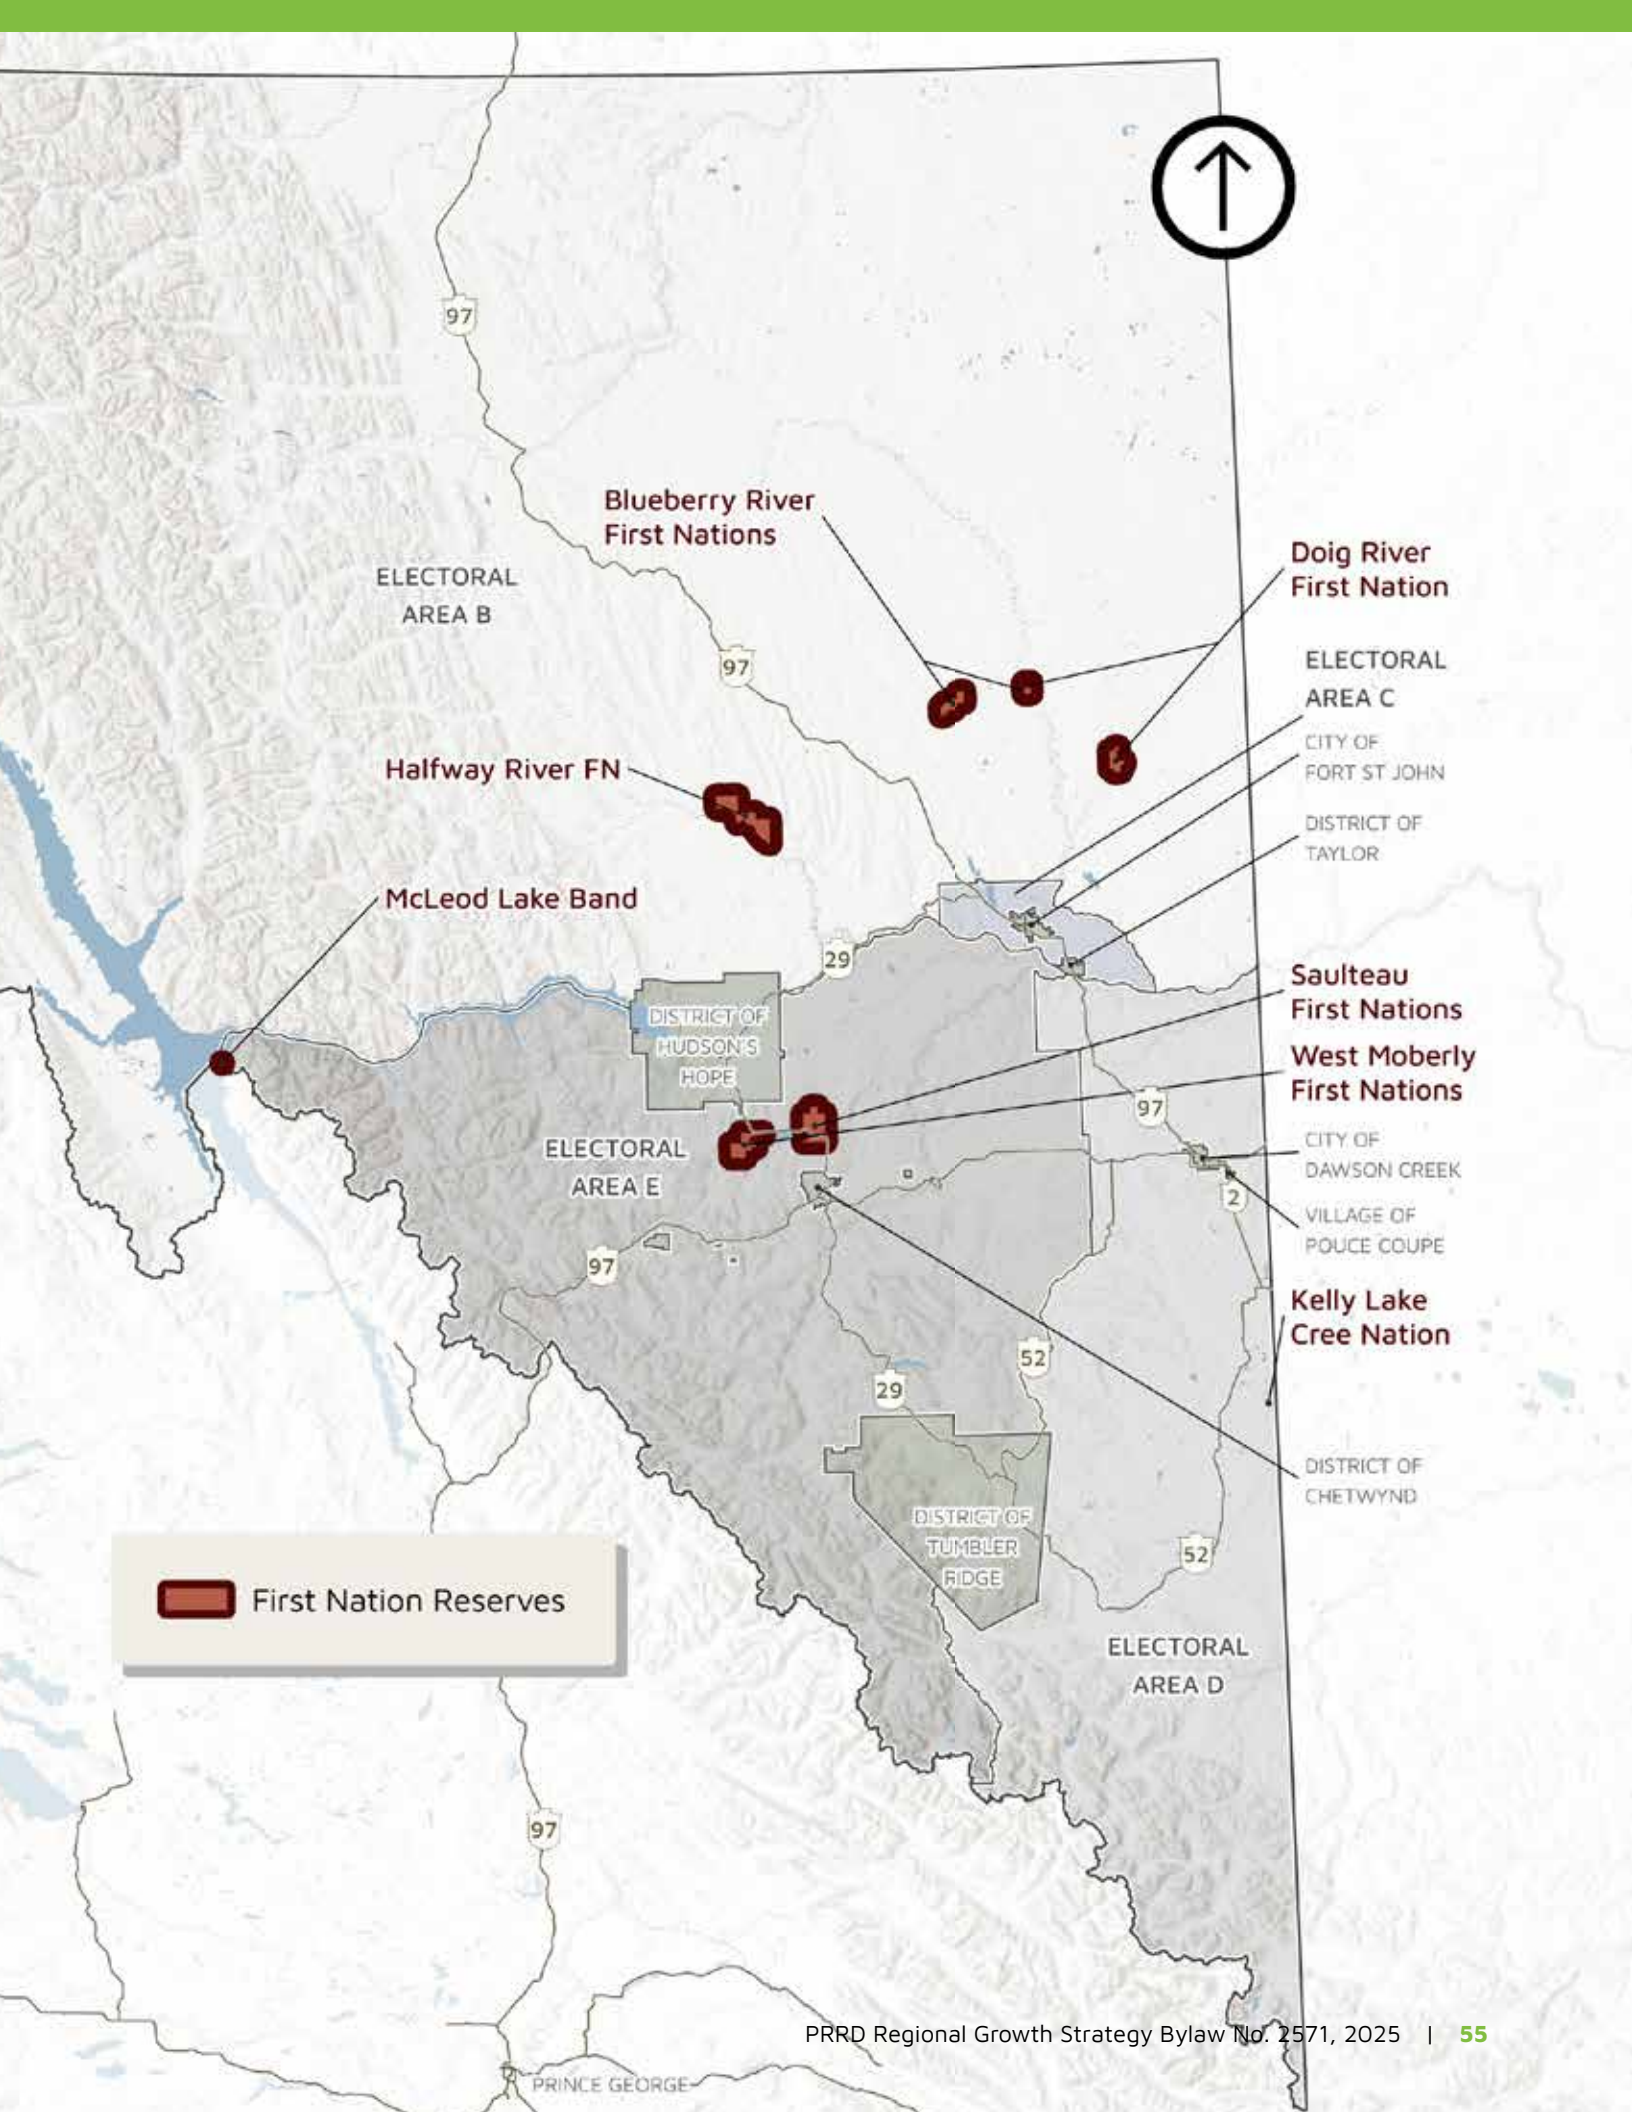 97
Blueberry River
First Nations
Doig River
First Nation
ELECTORAL
AREA B
ELECTORAL
AREA C
97
CITY OF
FORT ST JOHN
Halfway River FN
DISTRICT OF
TAYLOR
McLeod Lake Band
29
Saulteau
First Nations
DISTRICT OF
HUDSON'S
HOPE
West Moberly
First Nations
97
ELECTORAL
AREA E
CITY OF
DAWSON CREEK
2
VILLAGE OF
POUCE COUPE
97
Kelly Lake
Cree Nation
52
29
DISTRICT OF
CHETWYND
DISTRICT OF
TUMBLER
RIDGE
52
First Nation Reserves
ELECTORAL
AREA D
97
PRRD Regional Growth Strategy Bylaw No. 2571, 2025 | 55
PRINCE GEORGE